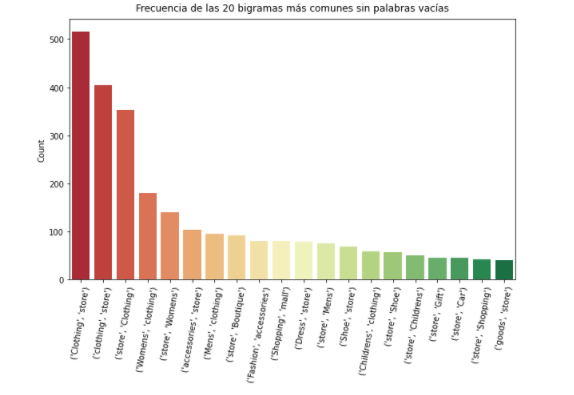 Frecuencia de las 20 bigramas más comunes sin palabras vacías
500
400
300
200
100
0
Count
('Clothing', 'store')
('clothing', 'store')
('store', 'Clothing')
('Womens', 'clothing')
('store', 'Womens')
('accessories', 'store')
('Mens', 'clothing')
('store', 'Boutique')
('Fashion', 'accessories')
('Shopping', 'mall')
('Dress', 'store')
('store', 'Mens')
('Shoe', 'store')
('Childrens', 'clothing')
('store', 'Shoe')
('store', 'Childrens')
('store', 'Gift')
('store', 'Car')
('store', 'Shopping')
('goods', 'store')